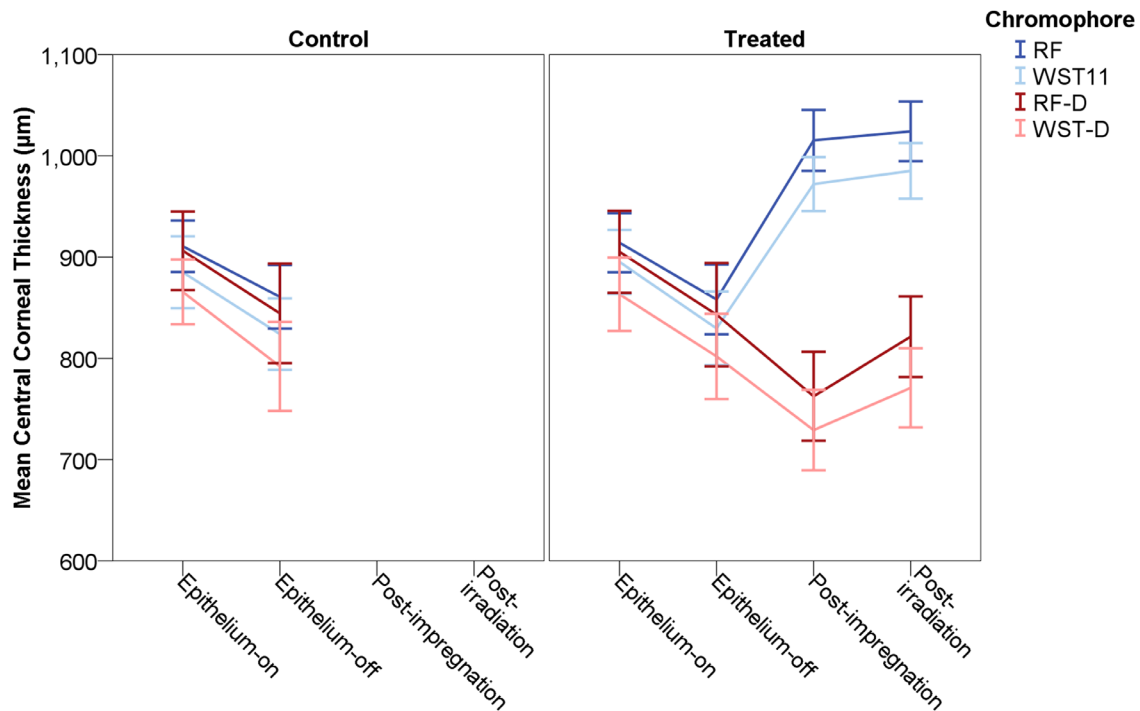 Control
Treated
Chromophore
RF
WST11
RF-D
WST-D
Mean Central Corneal Thickness (µm)
1,100
1,000
900
800
700
600
Epithelium-on
Epithelium-off
Post-impregnation
Post-
irradiation
Epithelium-on
Epithelium-off
Post-impregnation
Post-
irradiation